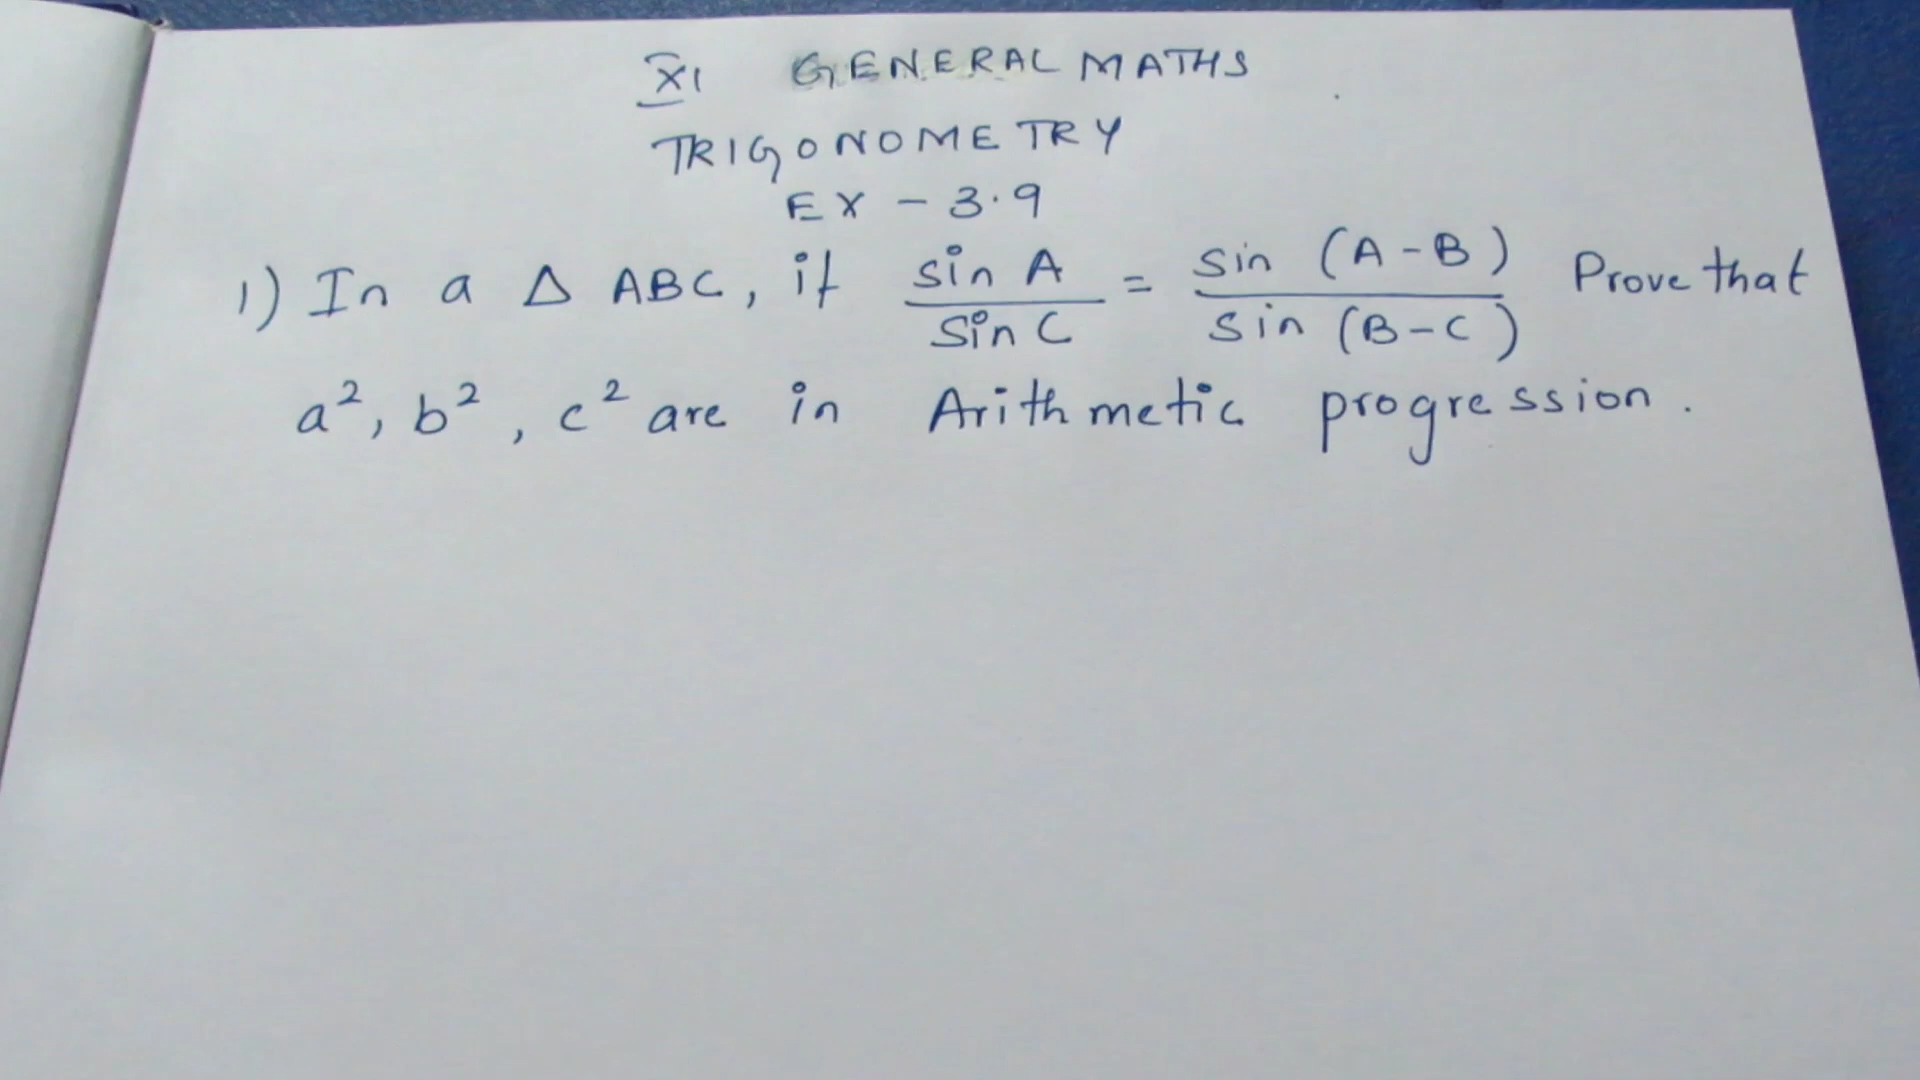 XI GENERAL MATHS
TRIGONOMETRY
EX - 3.9
1) In a Δ ABC, if sin A / sin C = sin (A - B) / sin (B - C) Prove that
a², b², c² are in Arithmetic progression.